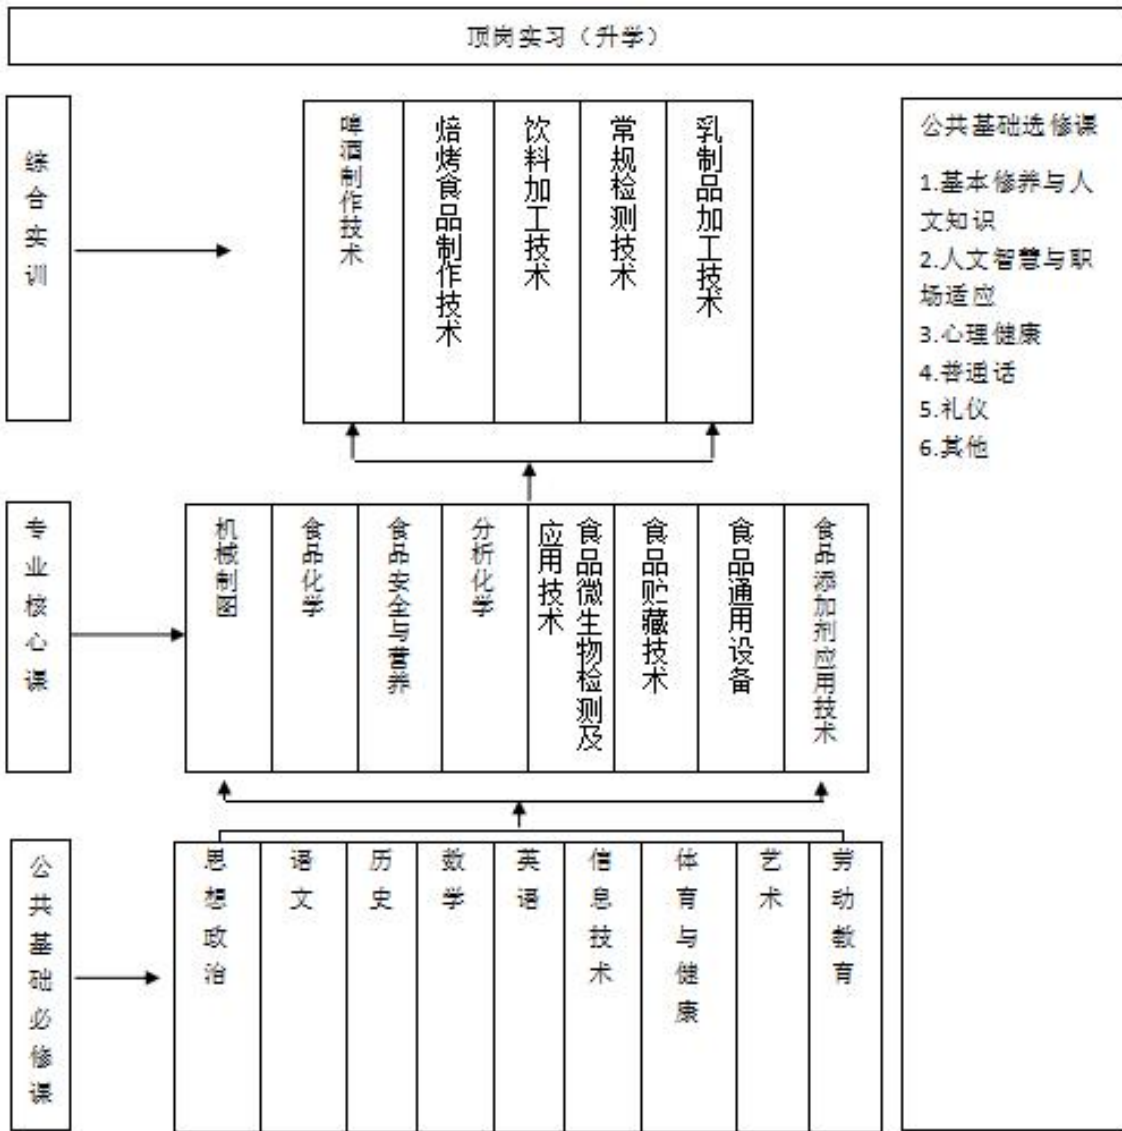 顶岗实习（升学）
综合实训
啤酒制作技术
焙烤食品制作技术
饮料加工技术
常规检测技术
乳制品加工技术
公共基础选修课
1.基本修养与人
文知识
2.人文智慧与职
场适应
3.心理健康
4.普通话
5.礼仪
6.其他
专业核心课
机械制图
食品化学
食品安全与营养
分析化学
食品微生物检测及
应用技术
食品贮藏技术
食品通用设备
食品添加剂应用技术
公共基础必修课
思想政治
语文
历史
数学
英语
信息技术
体育与健康
艺术
劳动教育